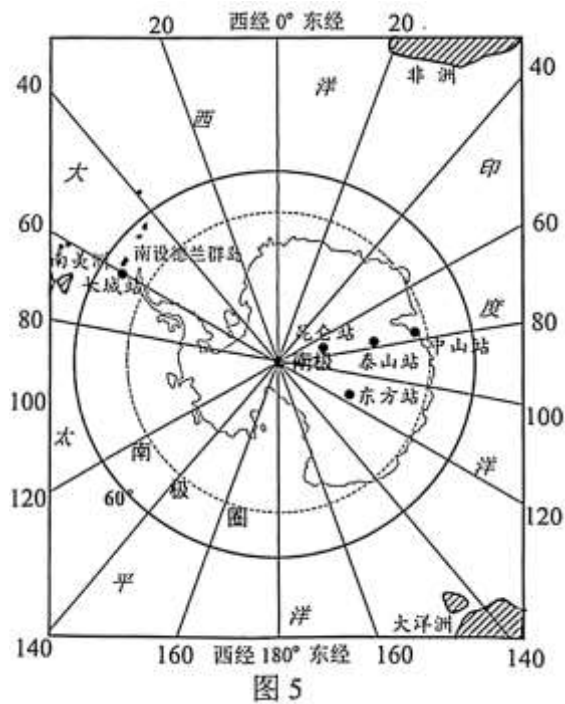 20 西经 0° 东经 20
40 非洲 40
西 洋
大 印
60 60
南设德兰群岛
南美洲
长城站
度
昆仑站
80 南极 泰山站 中山站 80
东方站
100 100
太 南 洋
120 60° 极 120
圈
平
洋 大洋洲
140 160 西经 180° 东经 160 140
图 5